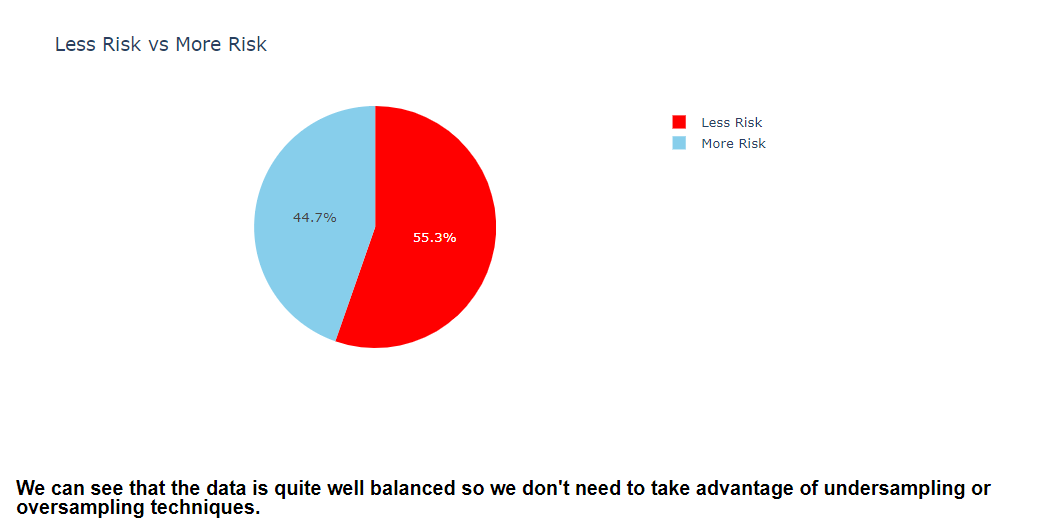 Less Risk vs More Risk
Less Risk
More Risk
44.7%
55.3%
We can see that the data is quite well balanced so we don't need to take advantage of undersampling or
oversampling techniques.